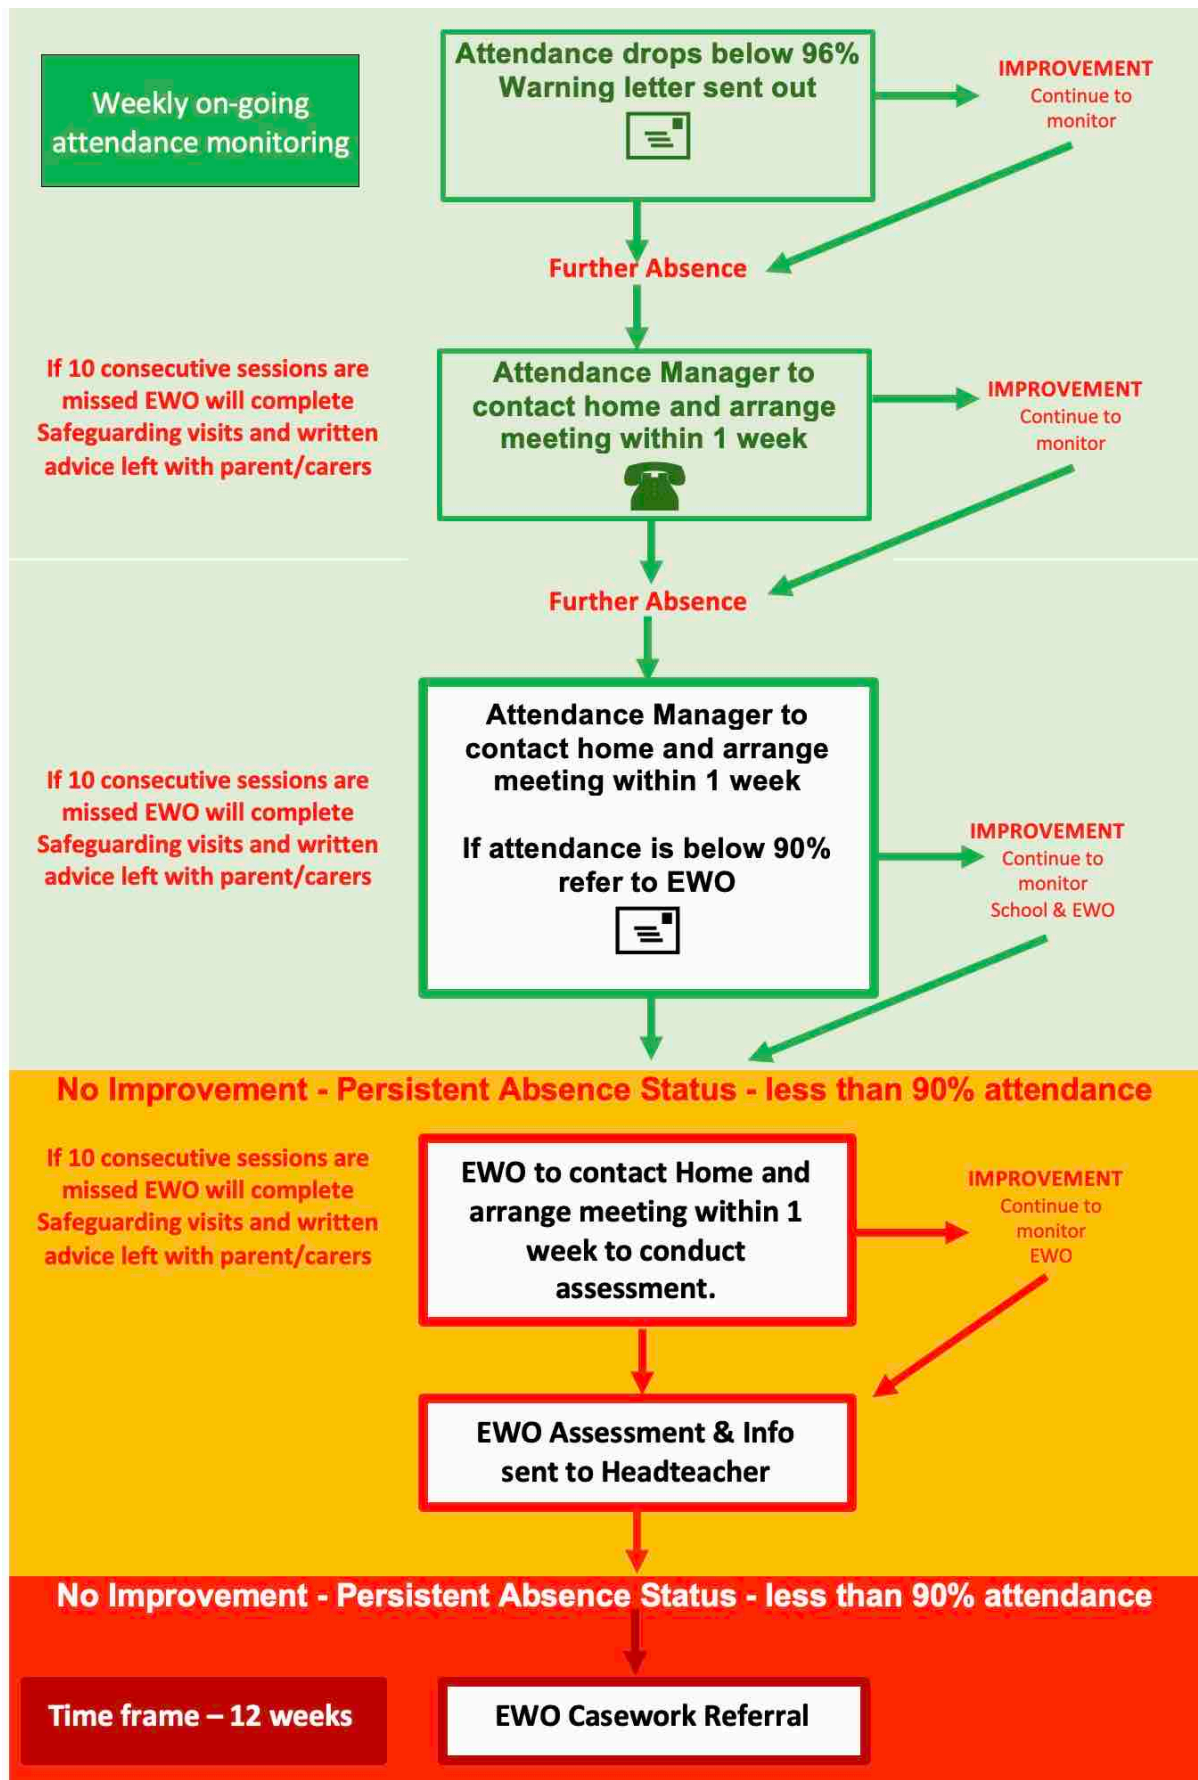 Weekly on-going
attendance monitoring
Attendance drops below 96%
Warning letter sent out
IMPROVEMENT
Continue to
monitor
Further Absence
If 10 consecutive sessions are
missed EWO will complete
Safeguarding visits and written
advice left with parent/carers
Attendance Manager to
contact home and arrange
meeting within 1 week
IMPROVEMENT
Continue to
monitor
Further Absence
If 10 consecutive sessions are
missed EWO will complete
Safeguarding visits and written
advice left with parent/carers
Attendance Manager to
contact home and arrange
meeting within 1 week
If attendance is below 90%
refer to EWO
IMPROVEMENT
Continue to
monitor
School & EWO
No Improvement - Persistent Absence Status - less than 90% attendance
If 10 consecutive sessions are
missed EWO will complete
Safeguarding visits and written
advice left with parent/carers
EWO to contact Home and
arrange meeting within 1
week to conduct
assessment.
IMPROVEMENT
Continue to
monitor
EWO
EWO Assessment & Info
sent to Headteacher
No Improvement - Persistent Absence Status - less than 90% attendance
Time frame – 12 weeks
EWO Casework Referral